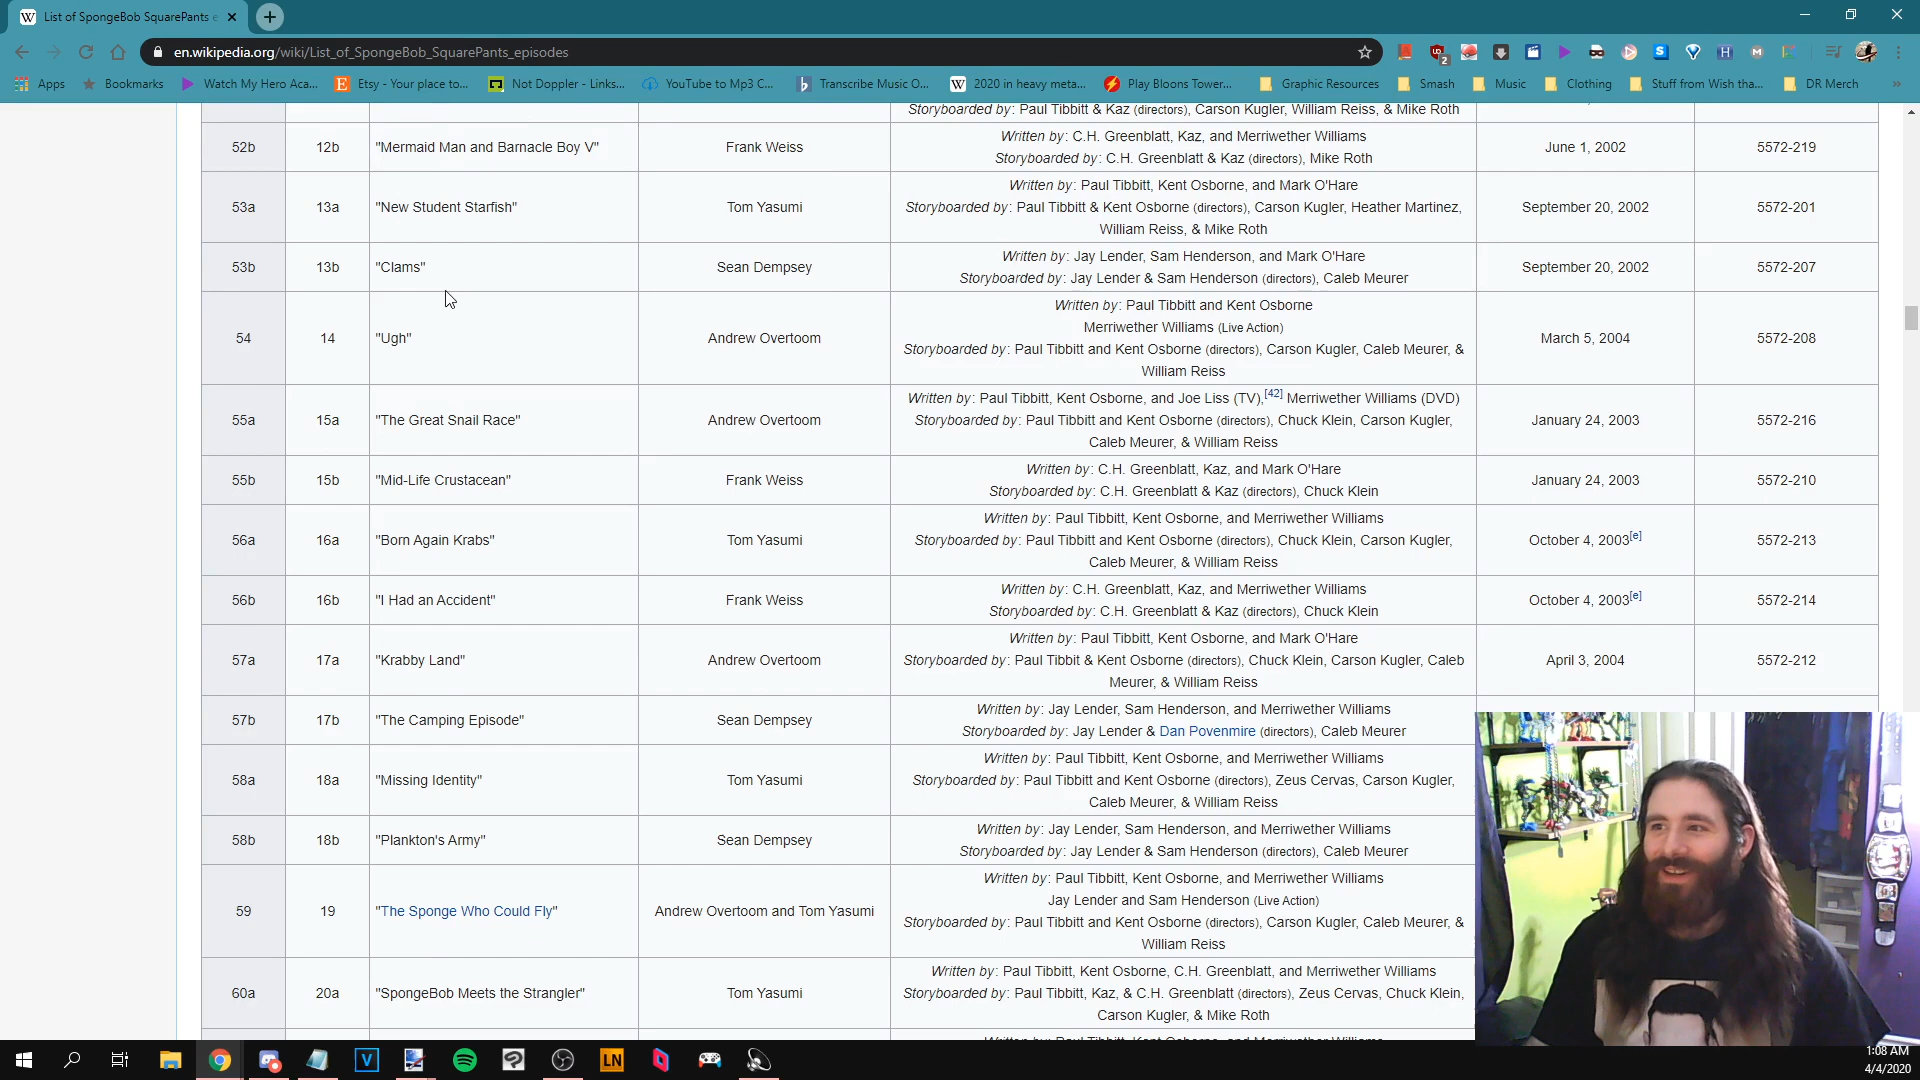 List of SpongeBob SquarePants e
en.wikipedia.org/wiki/List_of_SpongeBob_SquarePants_episodes
Apps Bookmarks Watch My Hero Aca... Etsy - Your place to... Not Doppler - Links... YouTube to Mp3 C... Transcribe Music O... 2020 in heavy meta... Play Bloons Tower... Graphic Resources Smash Music Clothing Stuff from Wish tha... DR Merch
Storyboarded by: Paul Tibbitt & Kaz (directors), Carson Kugler, William Reiss, & Mike Roth
52b 12b "Mermaid Man and Barnacle Boy V" Frank Weiss Written by: C.H. Greenblatt, Kaz, and Merriwether Williams June 1, 2002 5572-219
Storyboarded by: C.H. Greenblatt & Kaz (directors), Mike Roth
53a 13a "New Student Starfish" Tom Yasumi Written by: Paul Tibbitt, Kent Osborne, and Mark O'Hare September 20, 2002 5572-201
Storyboarded by: Paul Tibbitt & Kent Osborne (directors), Carson Kugler, Heather Martinez,
William Reiss, & Mike Roth
53b 13b "Clams" Sean Dempsey Written by: Jay Lender, Sam Henderson, and Mark O'Hare September 20, 2002 5572-207
Storyboarded by: Jay Lender & Sam Henderson (directors), Caleb Meurer
54 14 "Ugh" Andrew Overtoom Written by: Paul Tibbitt and Kent Osborne March 5, 2004 5572-208
Merriwether Williams (Live Action)
Storyboarded by: Paul Tibbitt and Kent Osborne (directors), Carson Kugler, Caleb Meurer, &
William Reiss
55a 15a "The Great Snail Race" Andrew Overtoom Written by: Paul Tibbitt, Kent Osborne, and Joe Liss (TV),[42] Merriwether Williams (DVD) January 24, 2003 5572-216
Storyboarded by: Paul Tibbitt and Kent Osborne (directors), Chuck Klein, Carson Kugler,
Caleb Meurer, & William Reiss
55b 15b "Mid-Life Crustacean" Frank Weiss Written by: C.H. Greenblatt, Kaz, and Mark O'Hare January 24, 2003 5572-210
Storyboarded by: C.H. Greenblatt & Kaz (directors), Chuck Klein
56a 16a "Born Again Krabs" Tom Yasumi Written by: Paul Tibbitt, Kent Osborne, and Merriwether Williams October 4, 2003[e] 5572-213
Storyboarded by: Paul Tibbitt and Kent Osborne (directors), Chuck Klein, Carson Kugler,
Caleb Meurer, & William Reiss
56b 16b "I Had an Accident" Frank Weiss Written by: C.H. Greenblatt, Kaz, and Merriwether Williams October 4, 2003[e] 5572-214
Storyboarded by: C.H. Greenblatt & Kaz (directors), Chuck Klein
57a 17a "Krabby Land" Andrew Overtoom Written by: Paul Tibbitt, Kent Osborne, and Mark O'Hare April 3, 2004 5572-212
Storyboarded by: Paul Tibbit & Kent Osborne (directors), Chuck Klein, Carson Kugler, Caleb
Meurer, & William Reiss
57b 17b "The Camping Episode" Sean Dempsey Written by: Jay Lender, Sam Henderson, and Merriwether Williams
Storyboarded by: Jay Lender & Dan Povenmire (directors), Caleb Meurer
58a 18a "Missing Identity" Tom Yasumi Written by: Paul Tibbitt, Kent Osborne, and Merriwether Williams
Storyboarded by: Paul Tibbitt and Kent Osborne (directors), Zeus Cervas, Carson Kugler,
Caleb Meurer, & William Reiss
58b 18b "Plankton's Army" Sean Dempsey Written by: Jay Lender, Sam Henderson, and Merriwether Williams
Storyboarded by: Jay Lender & Sam Henderson (directors), Caleb Meurer
59 19 "The Sponge Who Could Fly" Andrew Overtoom and Tom Yasumi Written by: Paul Tibbitt, Kent Osborne, and Merriwether Williams
Jay Lender and Sam Henderson (Live Action)
Storyboarded by: Paul Tibbitt and Kent Osborne (directors), Carson Kugler, Caleb Meurer, &
William Reiss
60a 20a "SpongeBob Meets the Strangler" Tom Yasumi Written by: Paul Tibbitt, Kent Osborne, C.H. Greenblatt, and Merriwether Williams
Storyboarded by: Paul Tibbitt, Kaz, & C.H. Greenblatt (directors), Zeus Cervas, Chuck Klein,
Carson Kugler, & Mike Roth
LN
1:08 AM
4/4/2020